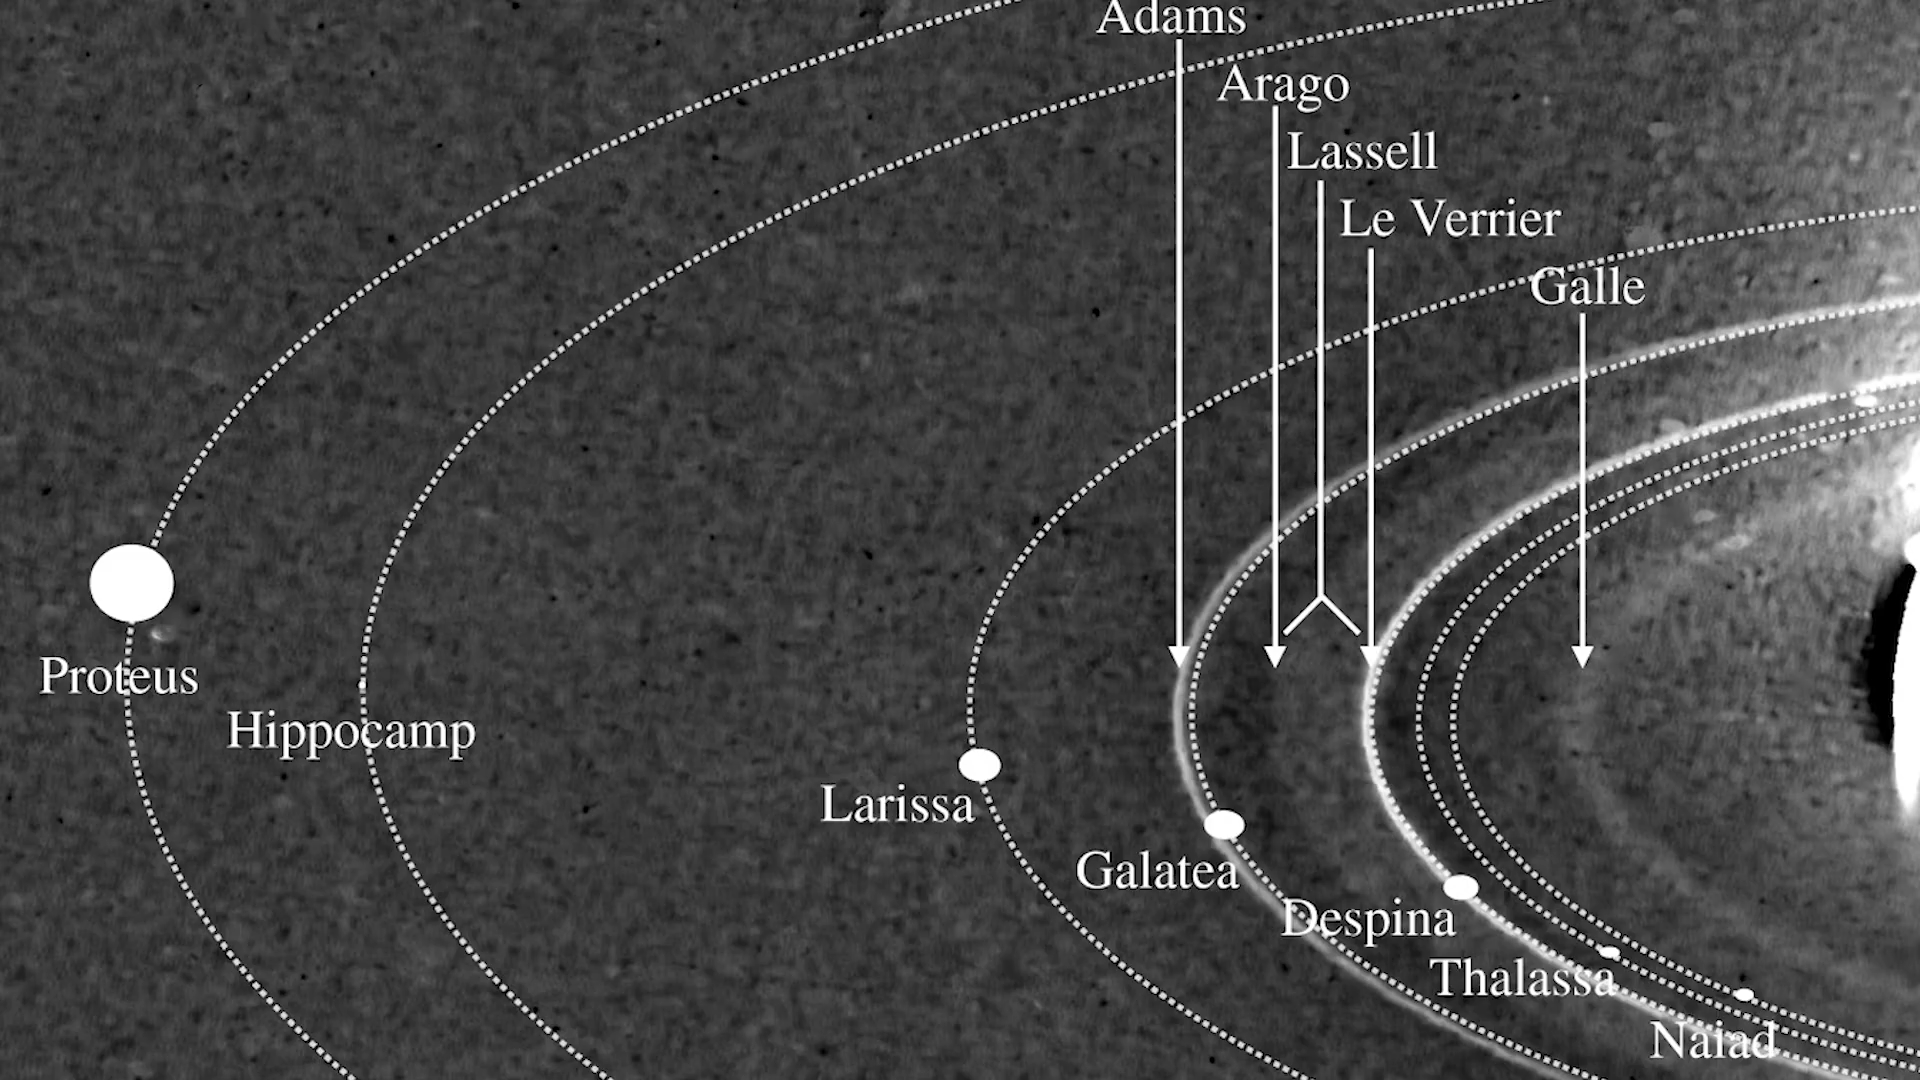 Adams
Arago
Lassell
Le Verrier
Galle
Proteus
Hippocamp
Larissa
Galatea
Despina
Thalassa
Naiad